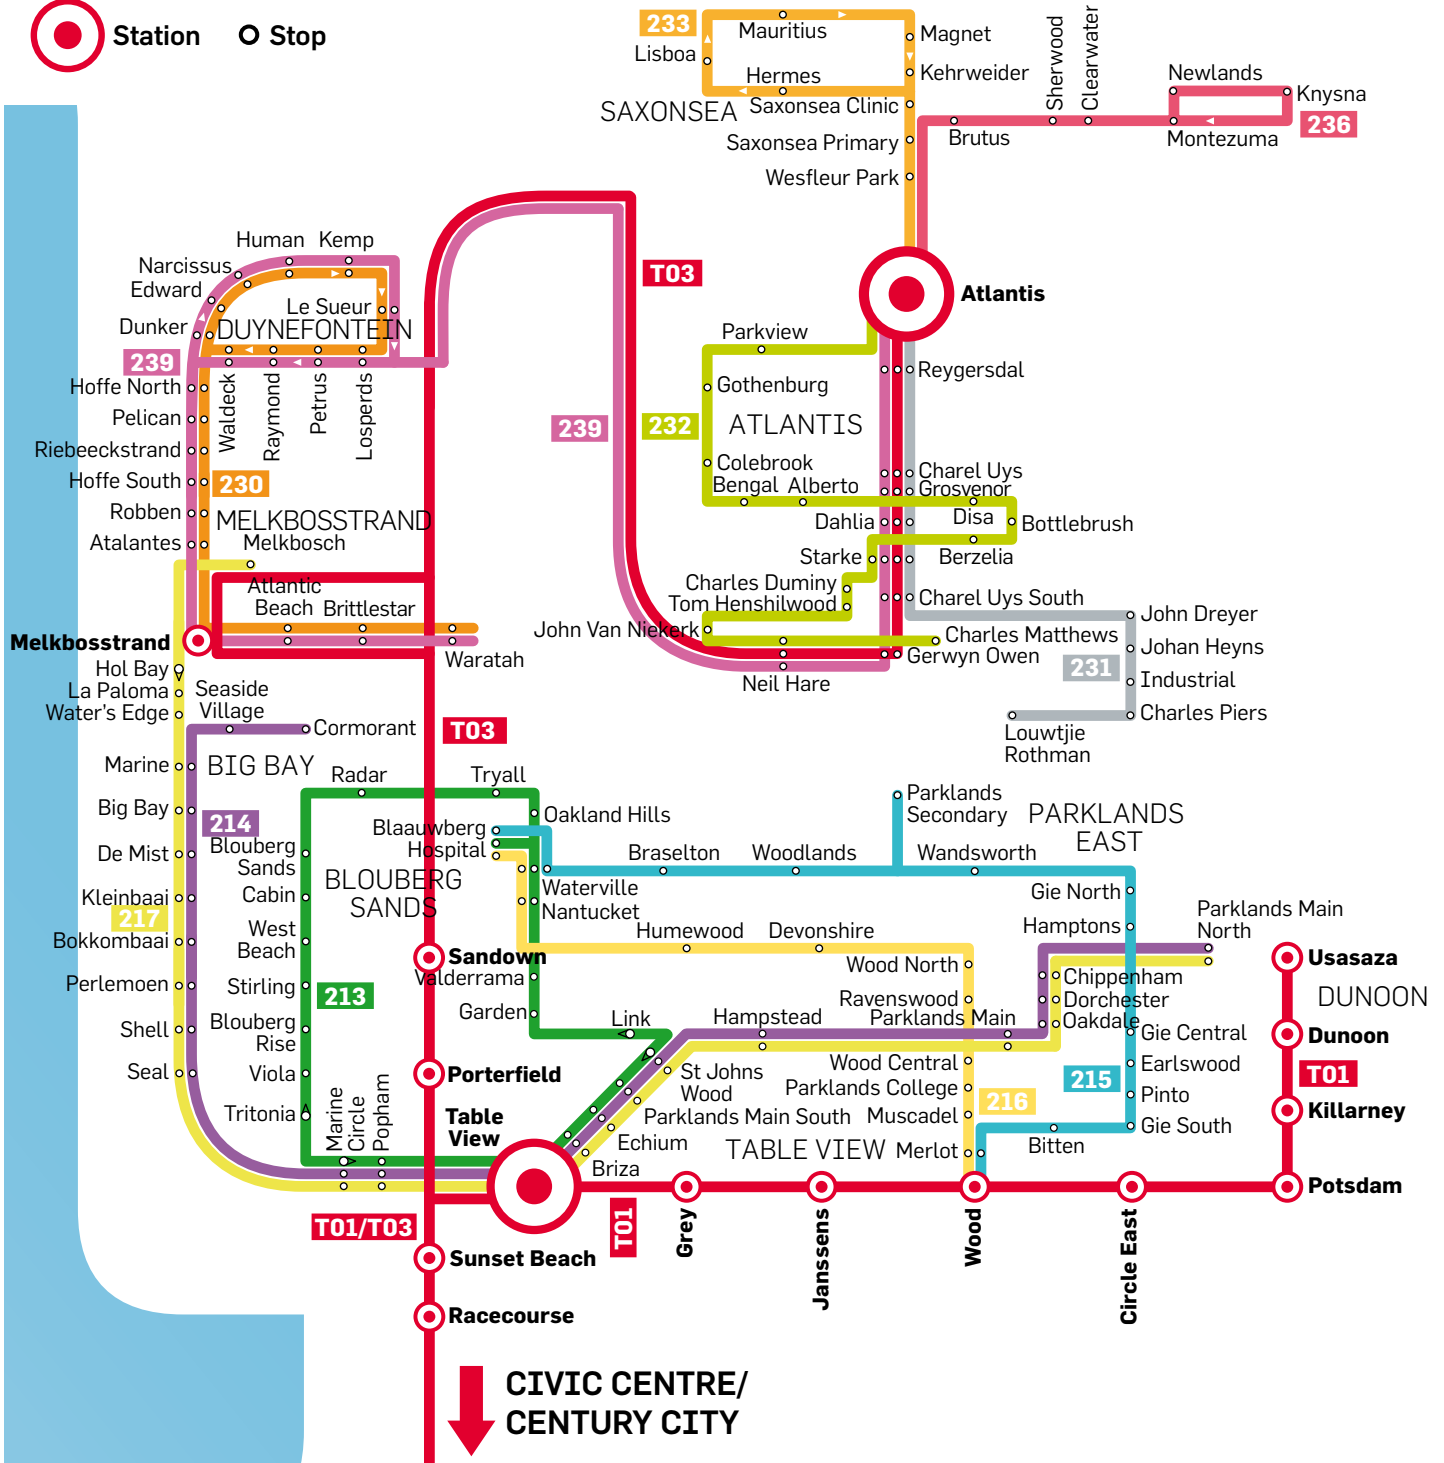 Station
Stop
233
Mauritius
Magnet
Lisboa
Kehrweider
Hermes
SAXONSEA
Saxonsea Clinic
Saxonsea Primary
Wesfleur Park
Sherwood
Clearwater
Newlands
Knysna
236
Brutus
Montezuma
Human
Kemp
Narcissus
Edward
Le Sueur
Dunker
DUYNEFONTEIN
239
T03
Atlantis
Parkview
Reygersdal
Hoffe North
Waldeck
Raymond
Petrus
Losperds
Pelican
Riebeeckstrand
Hoffe South
230
Robben
MELKBOSSTRAND
Atalantes
Melkbosch
Gothenburg
239
232
ATLANTIS
Colebrook
Bengal
Alberto
Charel Uys
Grosvenor
Dahlia
Disa
Bottlebrush
Starke
Berzelia
Charles Duminy
Tom Henshilwood
Charel Uys South
John Van Niekerk
Charles Matthews
Gerwyn Owen
Neil Hare
John Dreyer
Johan Heyns
231
Industrial
Charles Piers
Louwtjie
Rothman
Atlantic
Beach
Brittlestar
Melkbosstrand
Waratah
Hol Bay
La Paloma
Water's Edge
Seaside
Village
Cormorant
T03
Marine
BIG BAY
Big Bay
214
De Mist
Kleinbaai
217
Bokkombaai
Perlemoen
Shell
Seal
Radar
Tryall
Oakland Hills
Blaauwberg
Hospital
Blouberg
Sands
Cabin
BLOUBERG
SANDS
West
Beach
Stirling
213
Blouberg
Rise
Viola
Tritonia
Marine
Circle
Popham
Waterville
Nantucket
Braselton
Woodlands
Wandsworth
Parklands
Secondary
PARKLANDS
EAST
Gie North
Hamptons
Parklands Main
North
Humewood
Devonshire
Sandown
Valderrama
Garden
Link
Wood North
Ravenswood
Hampstead
Parklands Main
Chippenham
Dorchester
Oakdale
Gie Central
Earlswood
215
Pinto
Gie South
Bitten
Usasaza
DUNOON
Dunoon
T01
Killarney
Potsdam
Porterfield
Table
View
St Johns
Wood
Parklands Main South
Echium
Briza
TABLE VIEW
Wood Central
Parklands College
216
Muscadel
Merlot
T01/T03
T01
Grey
Janssens
Wood
Circle East
Sunset Beach
Racecourse
CIVIC CENTRE/
CENTURY CITY